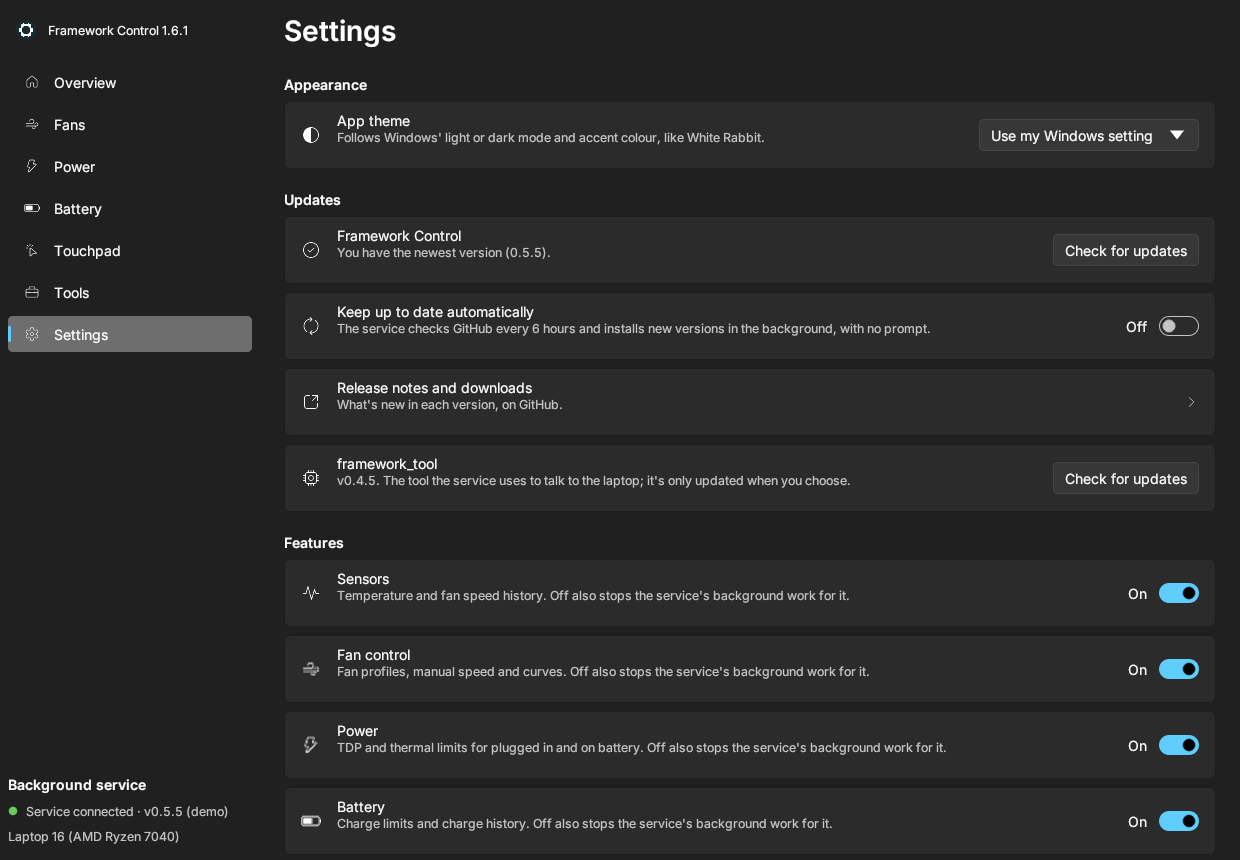 Framework Control 1.6.1
Overview
Fans
Power
Battery
Touchpad
Tools
Settings
Background service
Service connected · v0.5.5 (demo)
Laptop 16 (AMD Ryzen 7040)
Settings
Appearance
App theme
Follows Windows' light or dark mode and accent colour, like White Rabbit.
Use my Windows setting
Updates
Framework Control
You have the newest version (0.5.5).
Check for updates
Keep up to date automatically
The service checks GitHub every 6 hours and installs new versions in the background, with no prompt.
Off
Release notes and downloads
What's new in each version, on GitHub.
framework_tool
v0.4.5. The tool the service uses to talk to the laptop; it's only updated when you choose.
Check for updates
Features
Sensors
Temperature and fan speed history. Off also stops the service's background work for it.
On
Fan control
Fan profiles, manual speed and curves. Off also stops the service's background work for it.
On
Power
TDP and thermal limits for plugged in and on battery. Off also stops the service's background work for it.
On
Battery
Charge limits and charge history. Off also stops the service's background work for it.
On